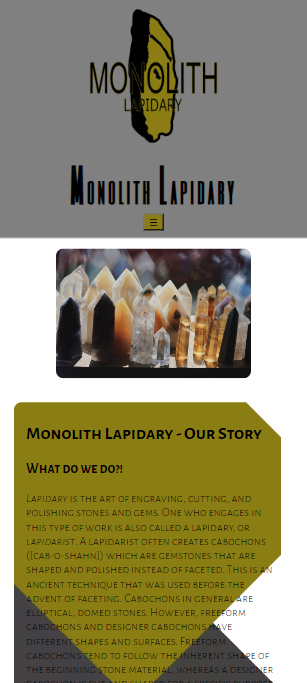 MONOLITH
LAPIDARY
Monolith Lapidary
☰
Monolith Lapidary - Our Story
What do we do?!
Lapidary is the art of engraving, cutting, and
polishing stones and gems. One who engages in
this type of work is also called a lapidary, or
lapidarist. A lapidarist often creates cabochons
([cab-o-shahn]) which are gemstones that are
shaped and polished instead of faceted. This is an
ancient technique that was used before the
advent of faceting. Cabochons in general are
elliptical, domed stones. However, freeform
cabochons and designer cabochons have
different shapes and surfaces. Freeform
cabochons tend to follow the inherent shape of
the beginning stone material, whereas a designer